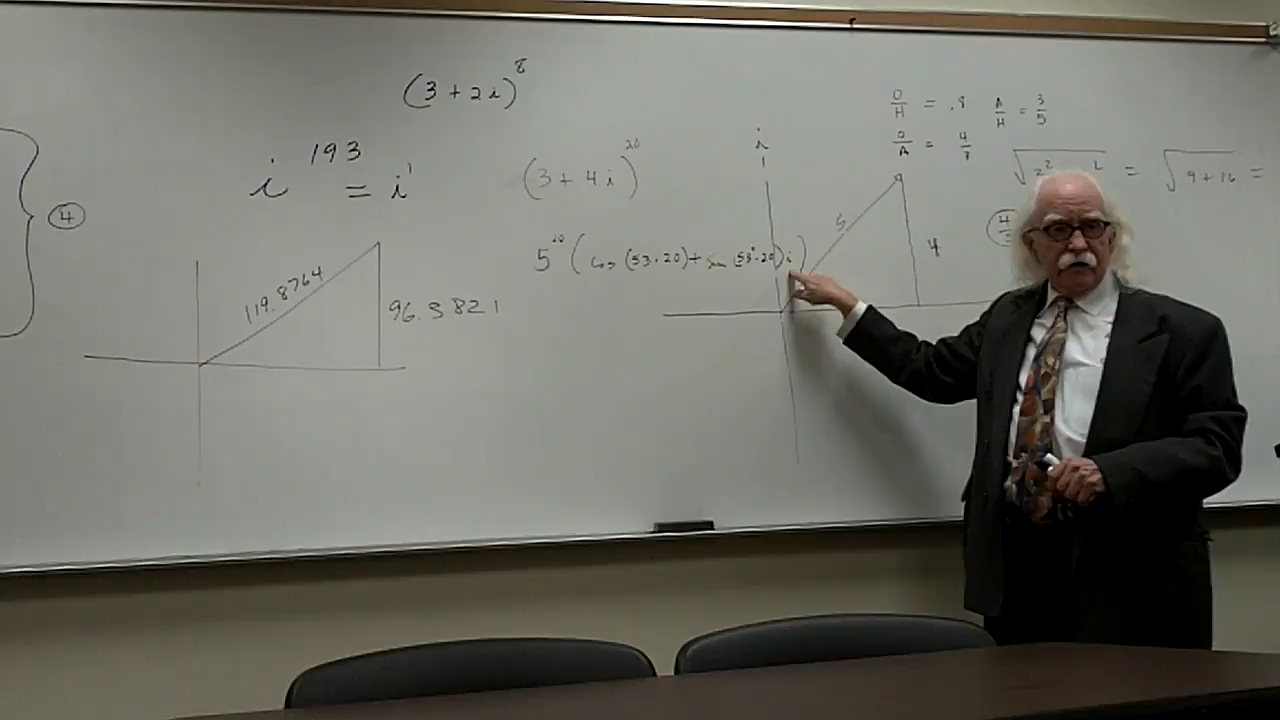 (3 + 2i)^8
i^193 = i^1
(3 + 4i)^20
5^20 (cos (53·20) + sin (53°·20) i)
④
119.8764
96.3821
i
5
4
O/H = .8 A/H = 3/5
O/A = 4/3
= √9 + 16 =